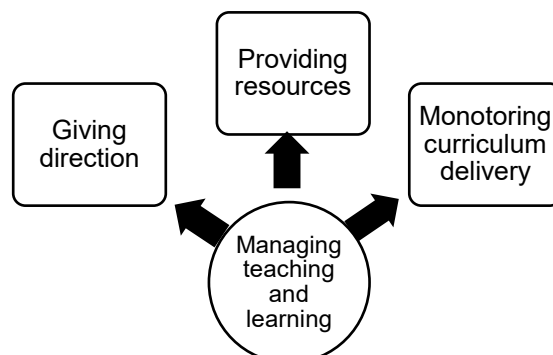 Providing
resources
Giving
direction
Monotoring
curriculum
delivery
Managing
teaching
and
learning